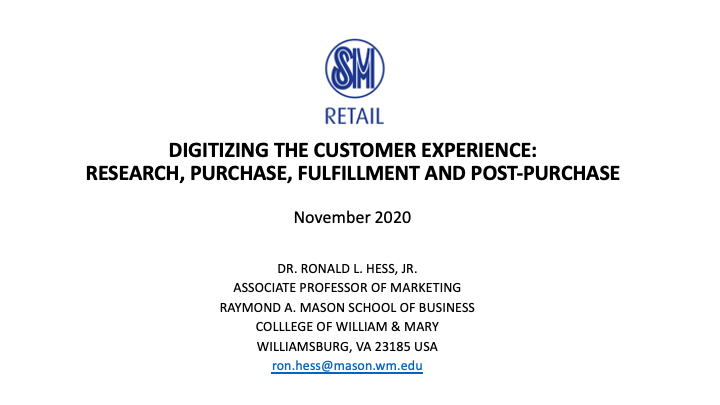 SM
RETAIL
DIGITIZING THE CUSTOMER EXPERIENCE:
RESEARCH, PURCHASE, FULFILLMENT AND POST-PURCHASE
November 2020
DR. RONALD L. HESS, JR.
ASSOCIATE PROFESSOR OF MARKETING
RAYMOND A. MASON SCHOOL OF BUSINESS
COLLLEGE OF WILLIAM & MARY
WILLIAMSBURG, VA 23185 USA
ron.hess@mason.wm.edu